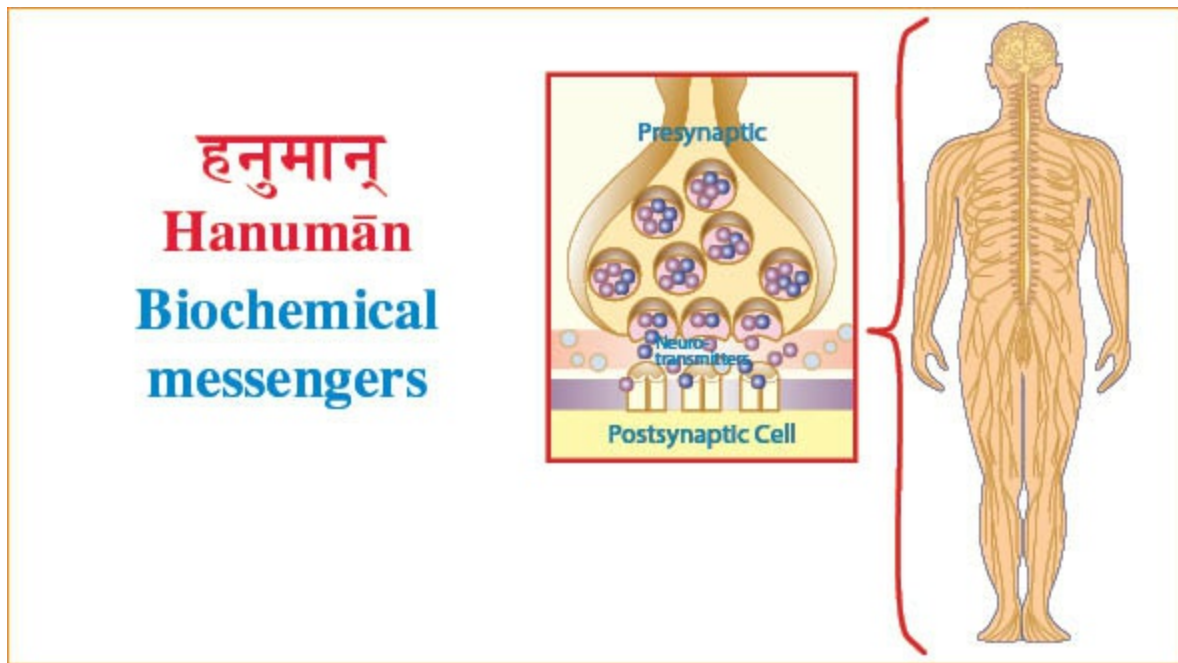 हनुमान्
Hanumān
Biochemical
messengers
Presynaptic
Neuro-
transmitters
Postsynaptic Cell